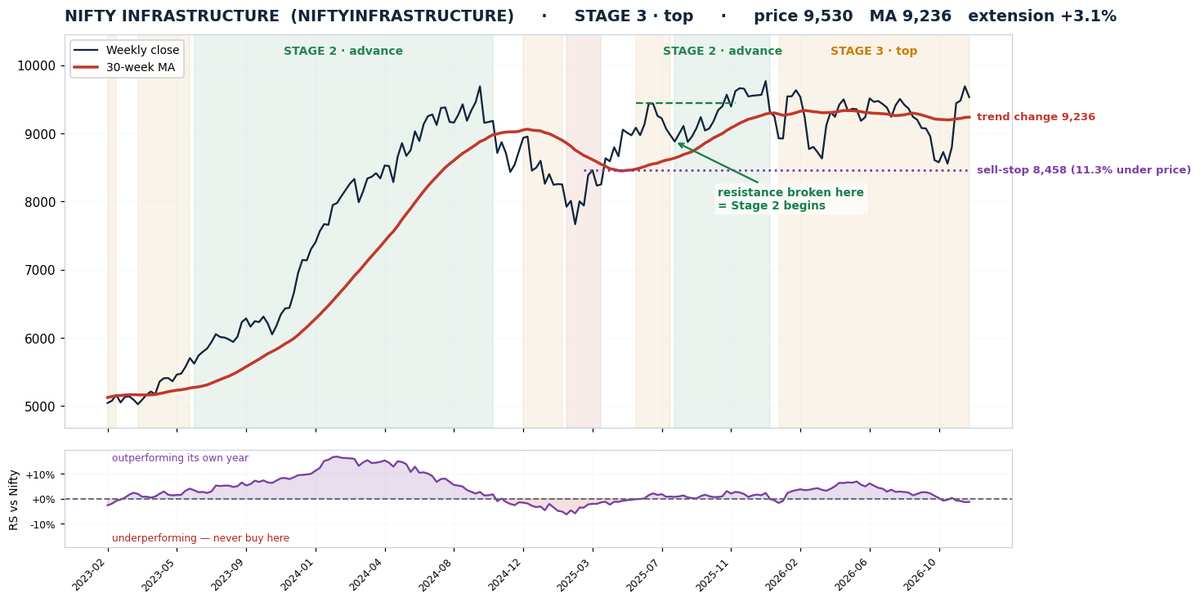 NIFTY INFRASTRUCTURE (NIFTYINFRASTRUCTURE) · STAGE 3 · top · price 9,530 MA 9,236 extension +3.1%
Weekly close
30-week MA
STAGE 2 · advance
STAGE 2 · advance
STAGE 3 · top
10000
9000
8000
7000
6000
5000
trend change 9,236
sell-stop 8,458 (11.3% under price)
resistance broken here
= Stage 2 begins
RS vs Nifty
outperforming its own year
+10%
+0%
-10%
underperforming — never buy here
2023-02
2023-05
2023-09
2024-01
2024-04
2024-08
2024-12
2025-03
2025-07
2025-11
2026-02
2026-06
2026-10